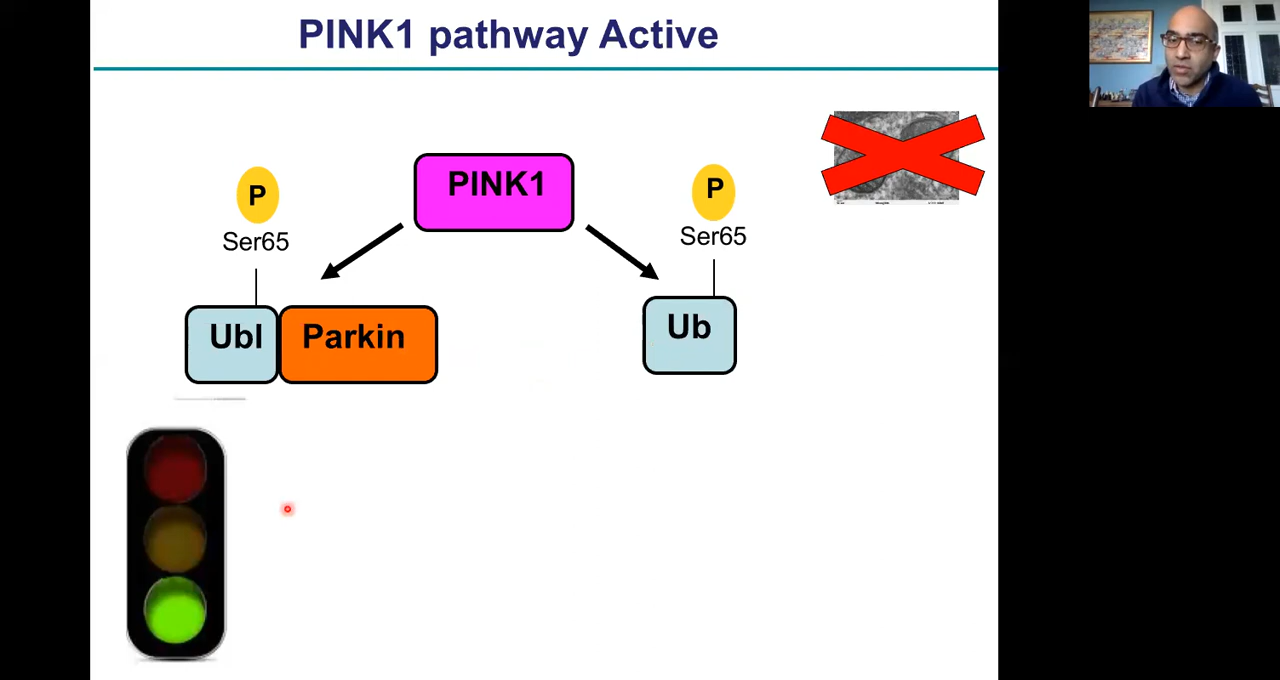 PINK1 pathway Active
P
Ser65
PINK1
P
Ser65
Ubl
Parkin
Ub